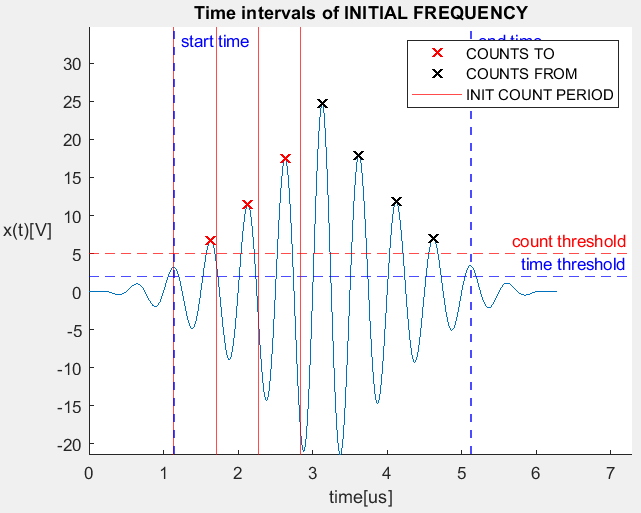 Time intervals of INITIAL FREQUENCY
start time
end time
COUNTS TO
COUNTS FROM
INIT COUNT PERIOD
30
25
20
15
10
5
0
-5
-10
-15
-20
x(t)[V]
count threshold
time threshold
0 1 2 3 4 5 6 7
time[us]